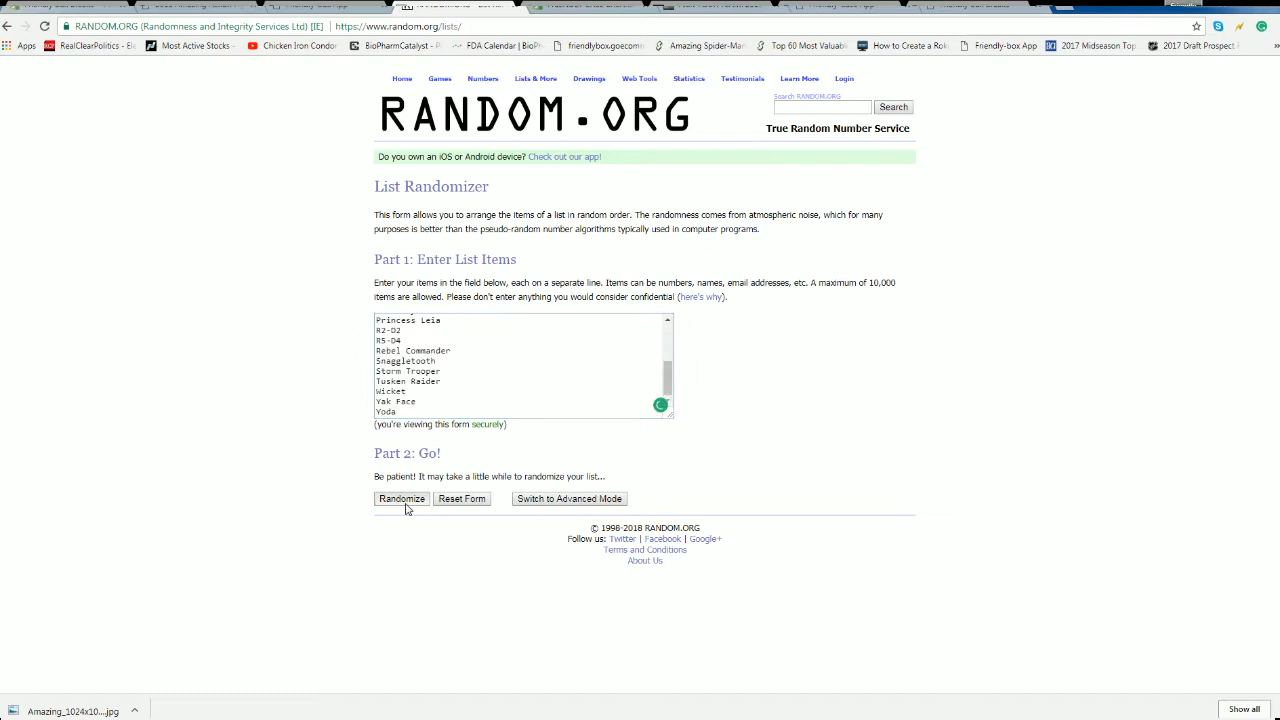 RANDOM.ORG (Randomness and Integrity Services Ltd) [IE] https://www.random.org/lists/
Apps RealClearPolitics - El Most Active Stocks - Chicken Iron Condor BioPharmCatalyst - FDA Calendar | BioP friendlybox.goecomm Amazing Spider-Ma Top 60 Most Valuab How to Create a Rok Friendly-box App 2017 Midseason Top 2017 Draft Prospect
Home Games Numbers Lists & More Drawings Web Tools Statistics Testimonials Learn More Login
Search RANDOM.ORG
RANDOM.ORG
Search
True Random Number Service
Do you own an iOS or Android device? Check out our app!
List Randomizer
This form allows you to arrange the items of a list in random order. The randomness comes from atmospheric noise, which for many
purposes is better than the pseudo-random number algorithms typically used in computer programs.
Part 1: Enter List Items
Enter your items in the field below, each on a separate line. Items can be numbers, names, email addresses, etc. A maximum of 10,000
items are allowed. Please don't enter anything you would consider confidential (here's why).
Princess Leia
R2-D2
R5-D4
Rebel Commander
Snaggletooth
Storm Trooper
Tusken Raider
Wicket
Yak Face
Yoda
(you're viewing this form securely)
Part 2: Go!
Be patient! It may take a little while to randomize your list...
Randomize Reset Form Switch to Advanced Mode
© 1998-2018 RANDOM.ORG
Follow us: Twitter | Facebook | Google+
Terms and Conditions
About Us
Amazing_1024x10....jpg
Show all